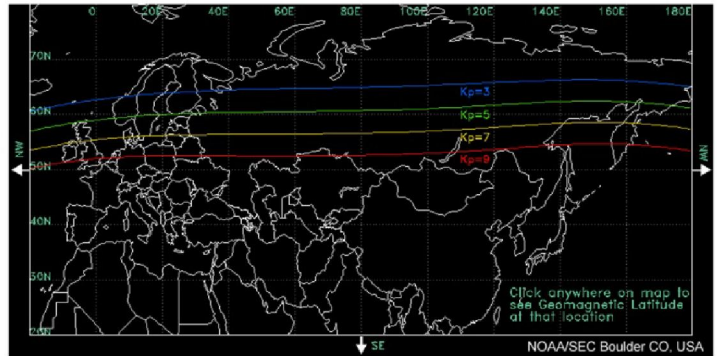 0 20E 40E 60E 80E 100E 120E 140E 160E 180E
70N
Kp=3
60N
Kp=5
Kp=7
50N
Kp=9
NW
NW
40N
30N
Click anywhere on map to
see Geomagnetic Latitude
at that location
20N
SE
NOAA/SEC Boulder CO, USA